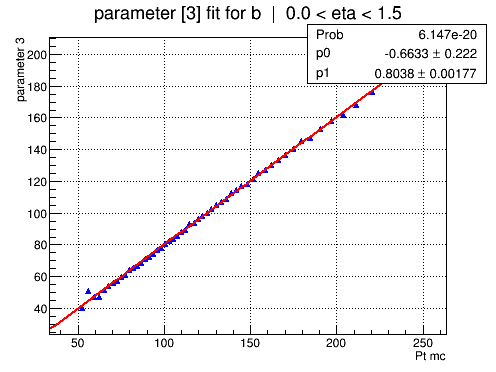 parameter [3] fit for b | 0.0 < eta < 1.5
Prob 6.147e-20
p0 -0.6633 ± 0.222
p1 0.8038 ± 0.00177
parameter 3
200
180
160
140
120
100
80
60
40
50 100 150 200 250
Pt mc